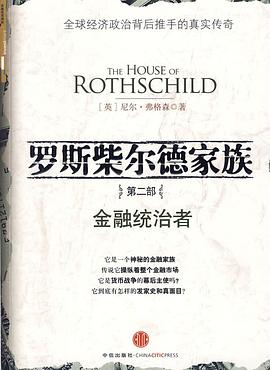 全球经济政治背后推手的真实传奇
THE HOUSE OF
ROTHSCHILD
[英]尼尔·弗格森◎著
罗斯柴尔德家族
第二部
金融统治者
它是一个神秘的金融家族
传说它操纵着整个金融市场
它是货币战争的幕后主使吗?
它到底有怎样的发家史和真面目?
中信出版社·CHINACITICPRESS